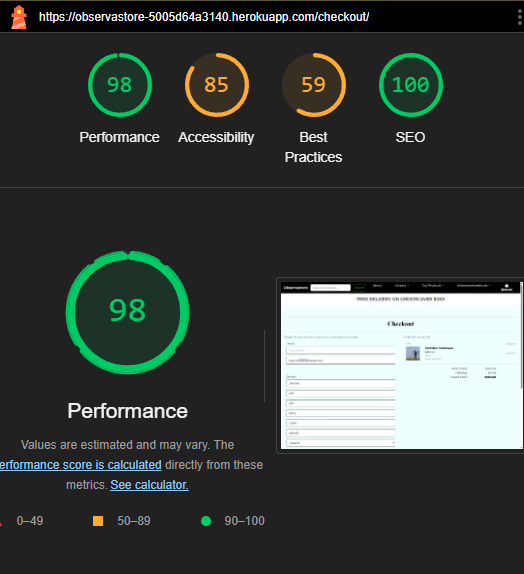 https://observastore-5005d64a3140.herokuapp.com/checkout/
98
85
59
100
Performance
Accessibility
Best
Practices
SEO
98
Performance
Values are estimated and may vary. The
erformance score is calculated directly from these
metrics. See calculator.
0–49
50–89
90–100
Observastore
FREE DELIVERY ON ORDERS OVER
Checkout